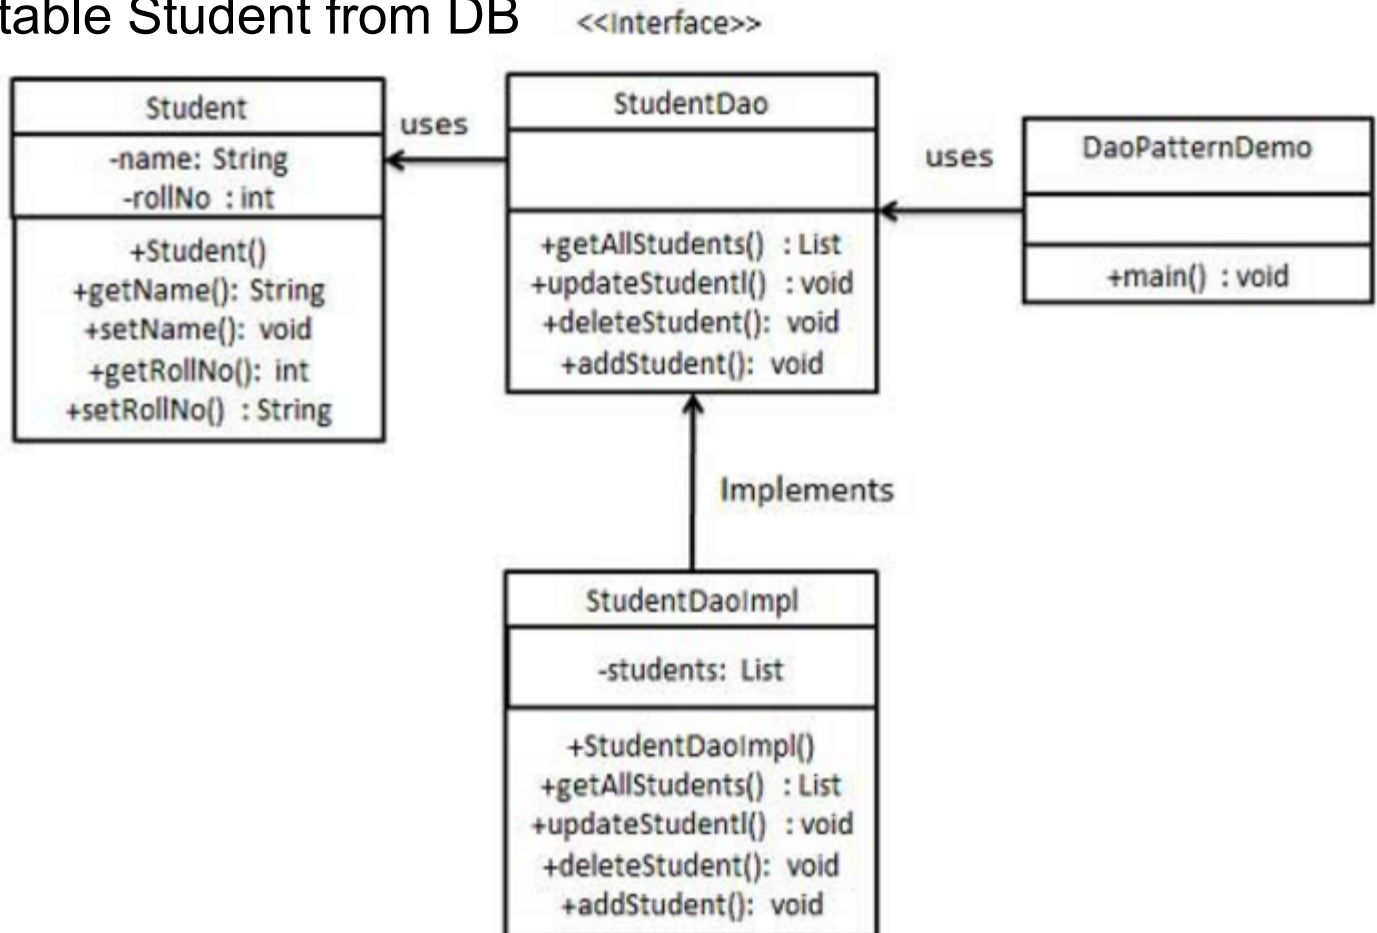 table Student from DB
<<Interface>>
Student
-name: String
-rollNo : int
+Student()
+getName(): String
+setName(): void
+getRollNo(): int
+setRollNo() : String
uses
StudentDao
+getAllStudents() : List
+updateStudentl() : void
+deleteStudent(): void
+addStudent(): void
uses
DaoPatternDemo
+main() : void
Implements
StudentDaoImpl
-students: List
+StudentDaoImpl()
+getAllStudents() : List
+updateStudentl() : void
+deleteStudent(): void
+addStudent(): void